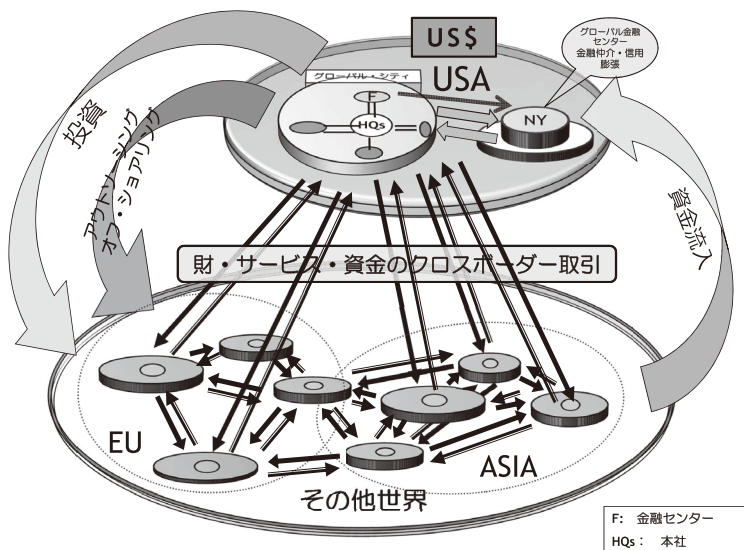 US$
グローバル金融
センター
金融仲介・信用
膨張
グローバル・シティ
USA
F
HQs
NY
投資
アウトソーシング
オフ・ショアリング
資金流入
財・サービス・資金のクロスボーダー取引
EU
ASIA
その他世界
F: 金融センター
HQs: 本社